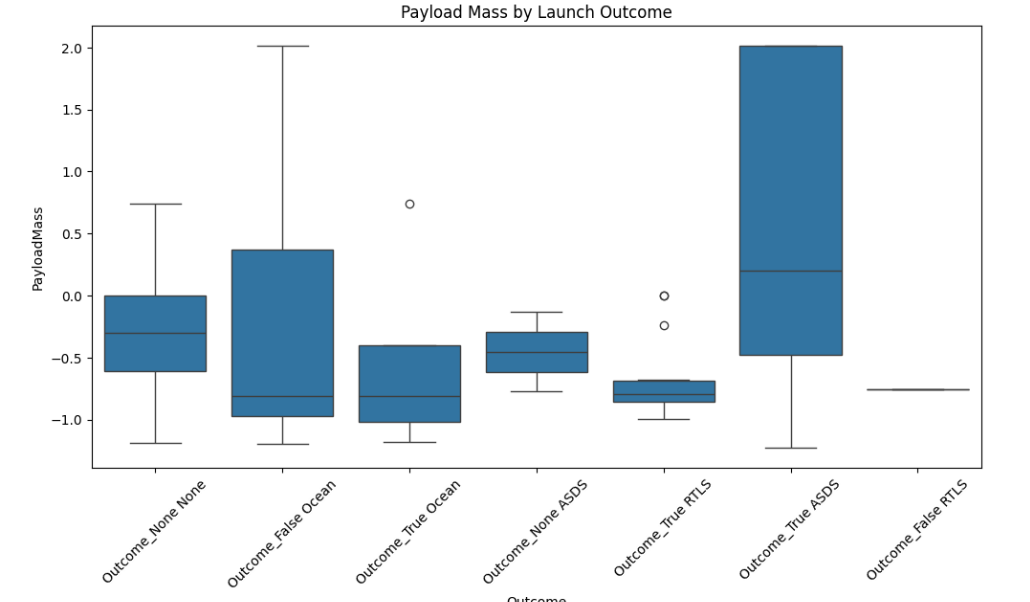 Payload Mass by Launch Outcome
PayloadMass
2.0
1.5
1.0
0.5
0.0
−0.5
−1.0
Outcome_None None
Outcome_False Ocean
Outcome_True Ocean
Outcome_None ASDS
Outcome_True RTLS
Outcome_True ASDS
Outcome_False RTLS
Outcome